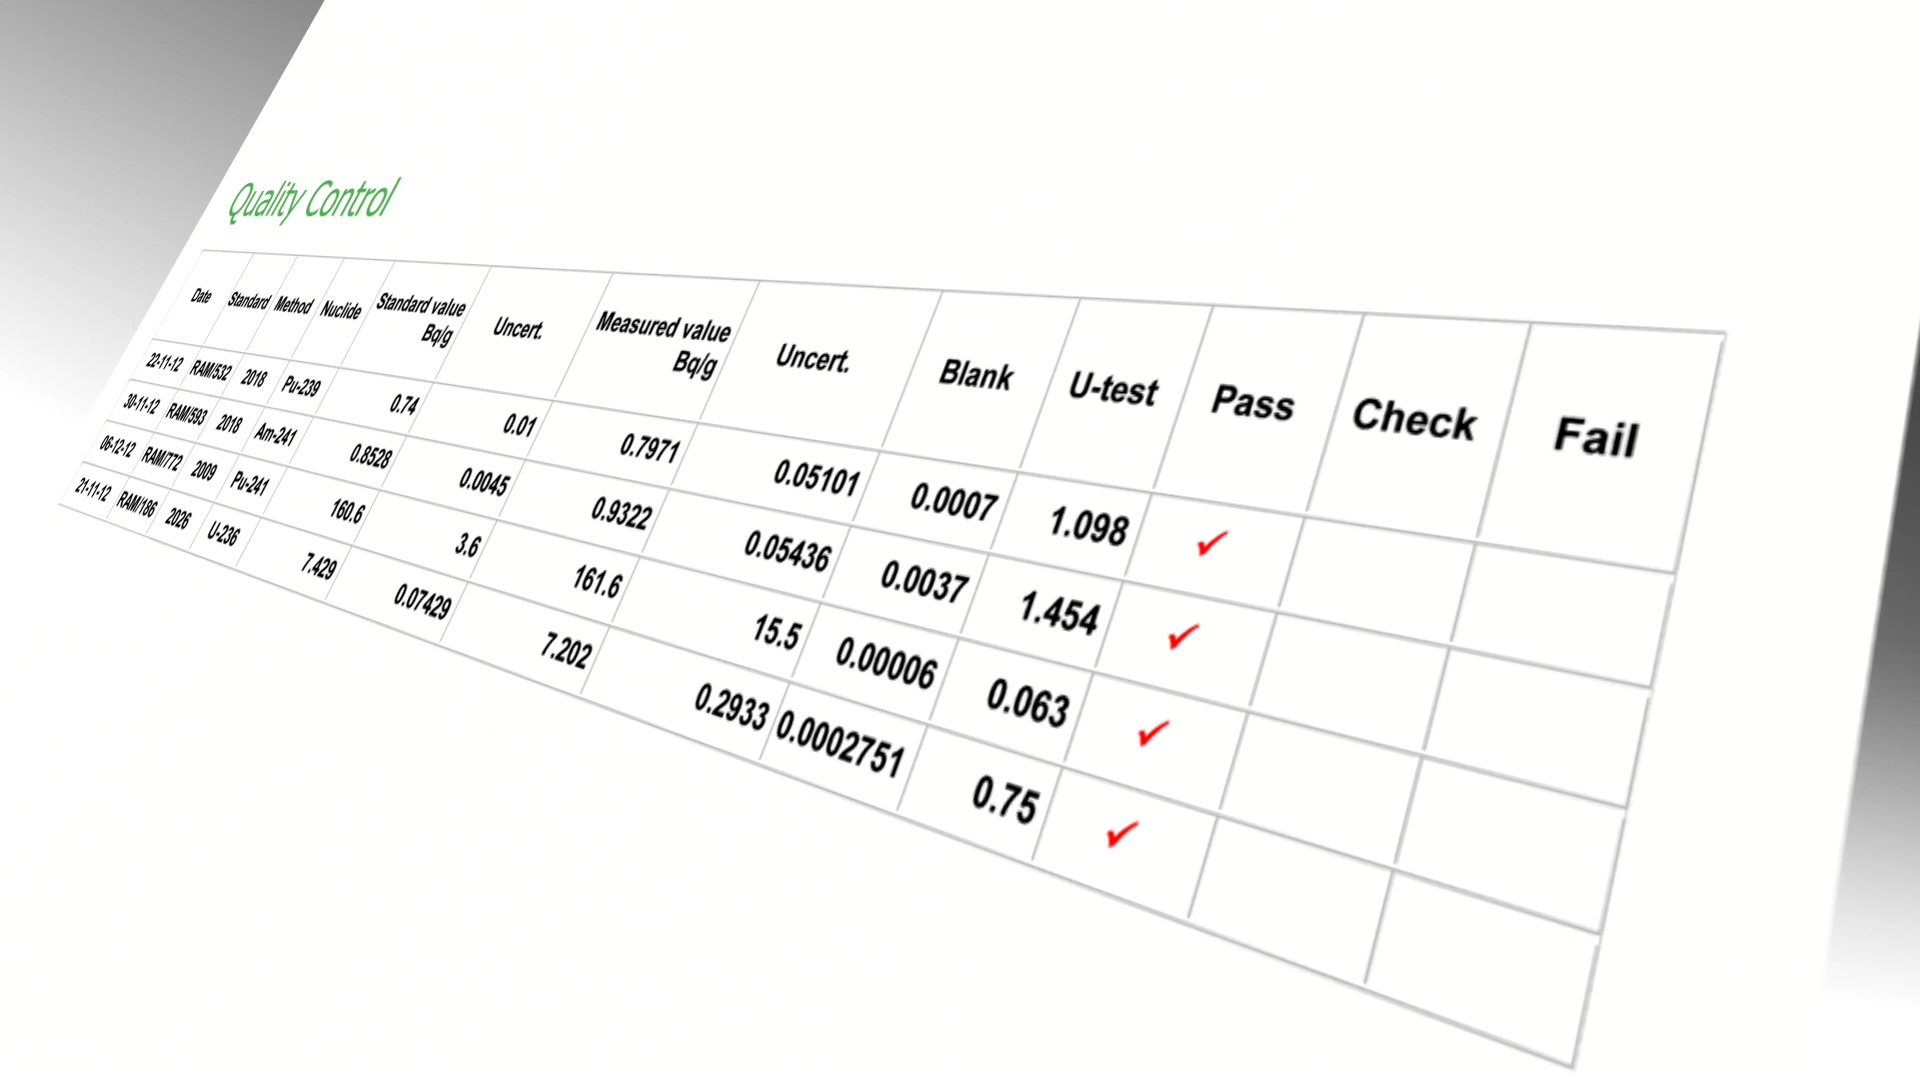 Quality Control
Date Standard Method Nuclide Standard value Bq/g Uncert. Measured value Bq/g Uncert. Blank U-test Pass Check Fail
22-11-12 RAM/532 2018 Pu-239 0.74 0.01 0.7971 0.05101 0.0007 1.098 ✓
30-11-12 RAM/593 2018 Am-241 0.8528 0.0045 0.9322 0.05436 0.0037 1.454 ✓
06-12-12 RAM/772 2009 Pu-241 160.6 3.6 161.6 15.5 0.00006 0.063 ✓
21-11-12 RAM/186 2026 U-236 7.429 0.07429 7.202 0.2933 0.0002751 0.75 ✓